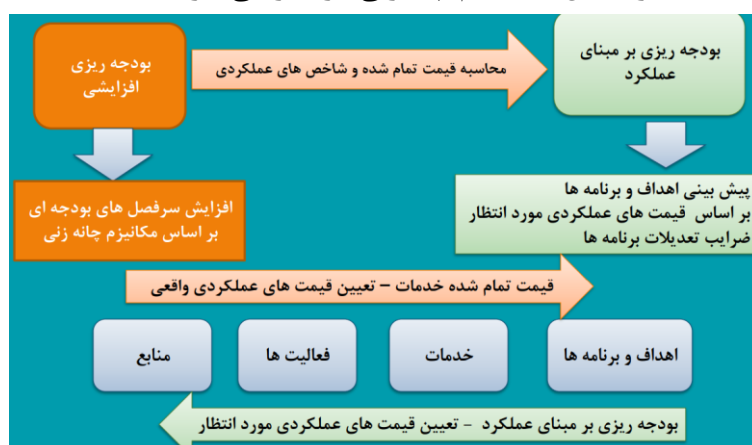 بودجه ریزی بر مبنای
عملکرد
محاسبه قیمت تمام شده و شاخص های عملکردی
بودجه ریزی
افزایشی
پیش بینی اهداف و برنامه ها
بر اساس قیمت های عملکردی مورد انتظار
ضرایب تعدیلات برنامه ها
افزایش سرفصل های بودجه ای
بر اساس مکانیزم چانه زنی
قیمت تمام شده خدمات – تعیین قیمت های عملکردی واقعی
اهداف و برنامه ها
خدمات
فعالیت ها
منابع
بودجه ریزی بر مبنای عملکرد - تعیین قیمت های عملکردی مورد انتظار